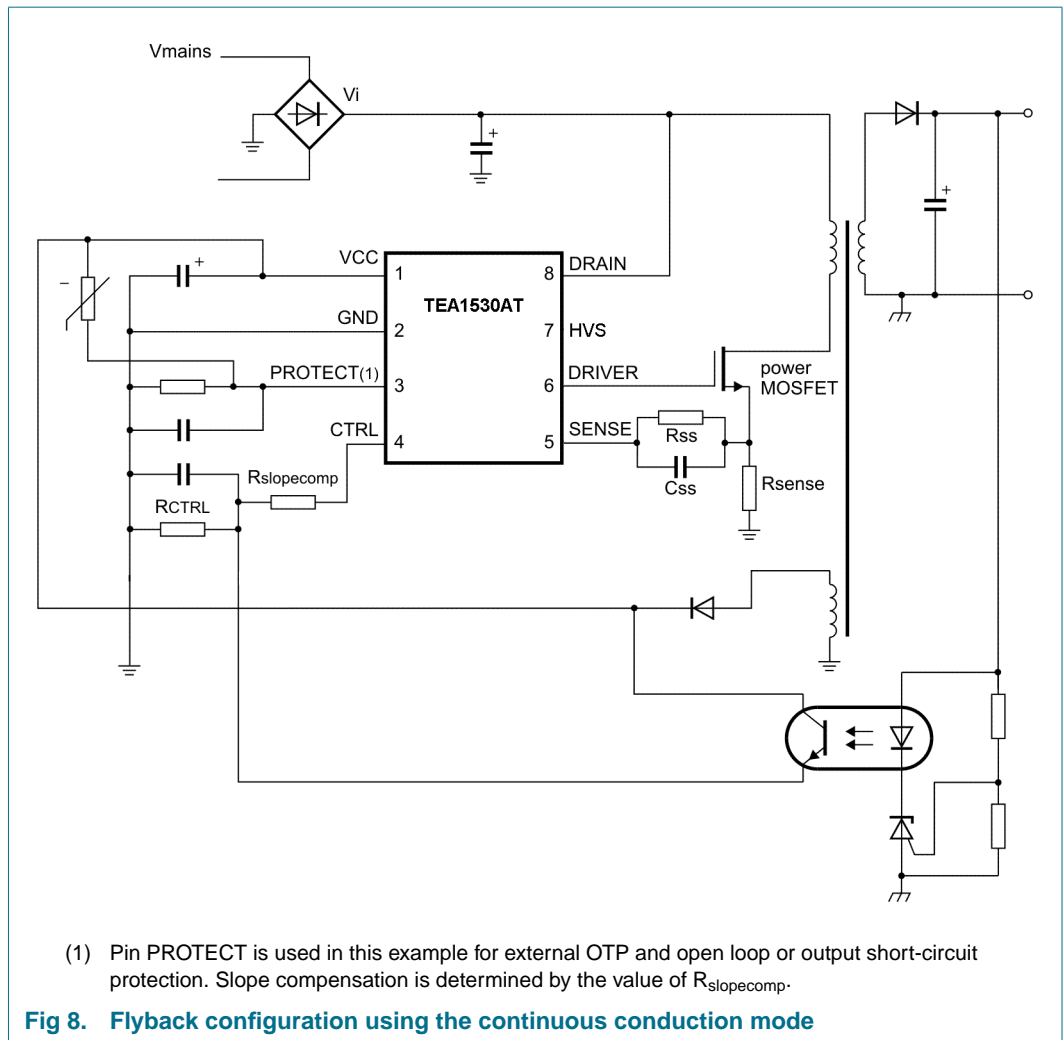 Vmains
Vi
+
+
VCC
+
1
8
DRAIN
TEA1530AT
–
GND
2
7
HVS
PROTECT(1)
3
6
DRIVER
power
MOSFET
CTRL
4
5
SENSE
Rss
Css
Rsense
Rslopecomp
RCTRL
(1) Pin PROTECT is used in this example for external OTP and open loop or output short-circuit
protection. Slope compensation is determined by the value of Rslopecomp.
Fig 8. Flyback configuration using the continuous conduction mode